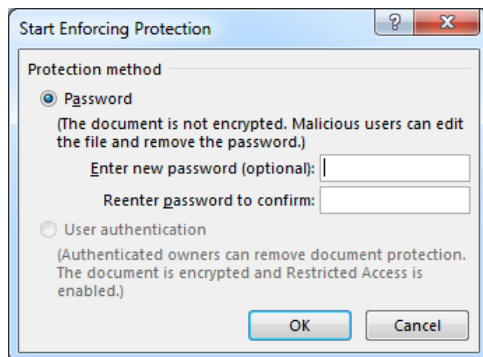 Start Enforcing Protection
Protection method
Password
(The document is not encrypted. Malicious users can edit
the file and remove the password.)
Enter new password (optional):
Reenter password to confirm:
User authentication
(Authenticated owners can remove document protection.
The document is encrypted and Restricted Access is
enabled.)
OK Cancel